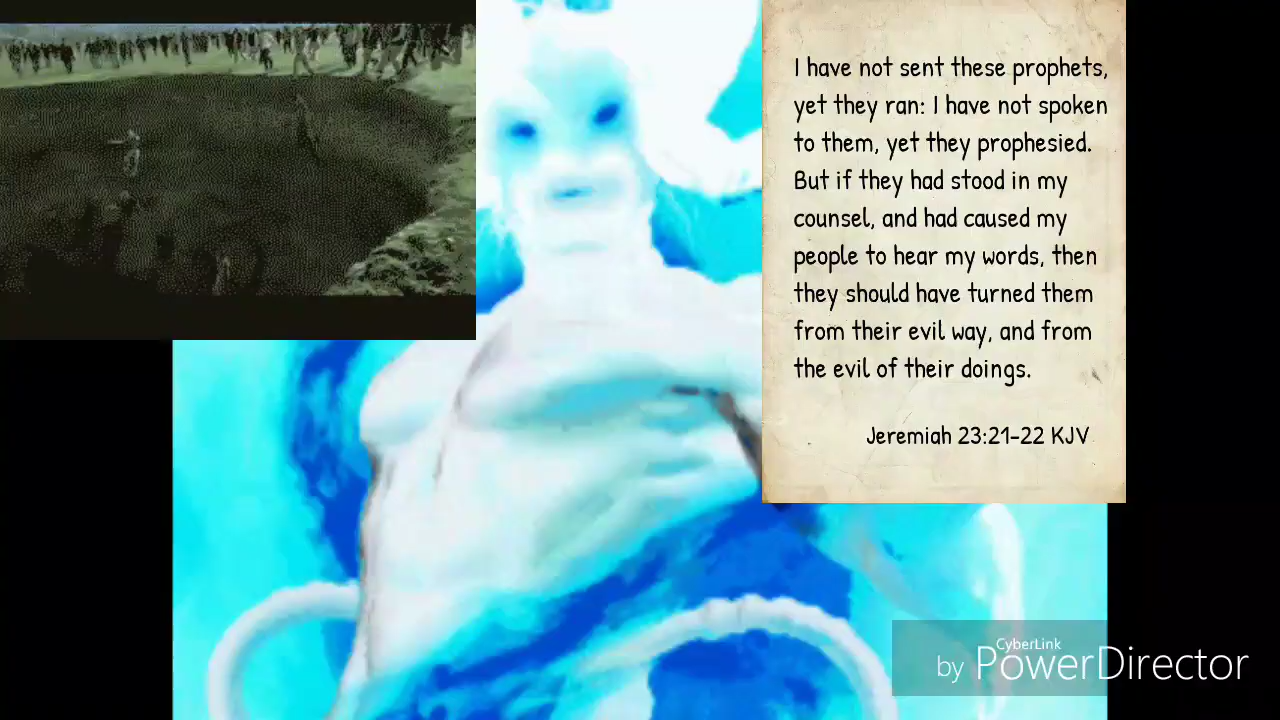 I have not sent these prophets,
yet they ran: I have not spoken
to them, yet they prophesied.
But if they had stood in my
counsel, and had caused my
people to hear my words, then
they should have turned them
from their evil way, and from
the evil of their doings.
Jeremiah 23:21-22 KJV
CyberLink
by PowerDirector